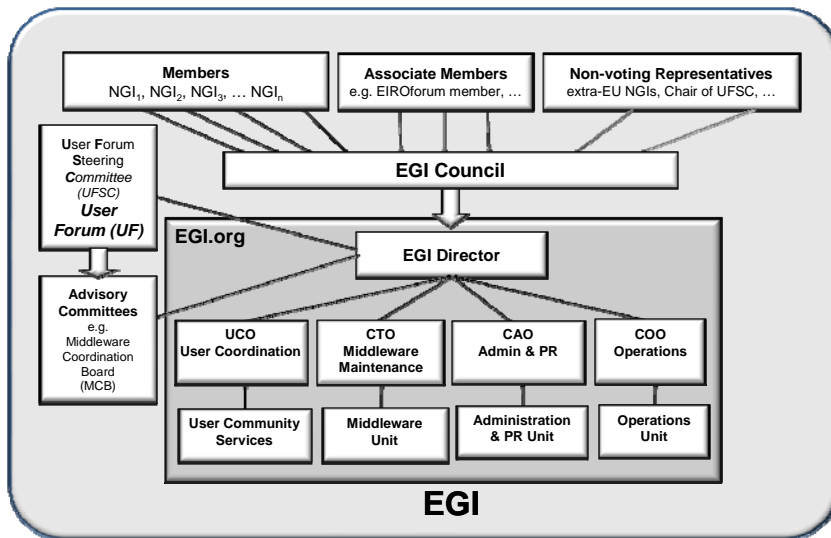 Members
NGI₁, NGI₂, NGI₃, … NGIₙ
Associate Members
e.g. EIROforum member, …
Non-voting Representatives
extra-EU NGIs, Chair of UFSC, …
User Forum
Steering
Committee
(UFSC)
User
Forum (UF)
EGI Council
EGI.org
EGI Director
Advisory
Committees
e.g.
Middleware
Coordination
Board
(MCB)
UCO
User Coordination
CTO
Middleware
Maintenance
CAO
Admin & PR
COO
Operations
User Community
Services
Middleware
Unit
Administration
& PR Unit
Operations
Unit
EGI